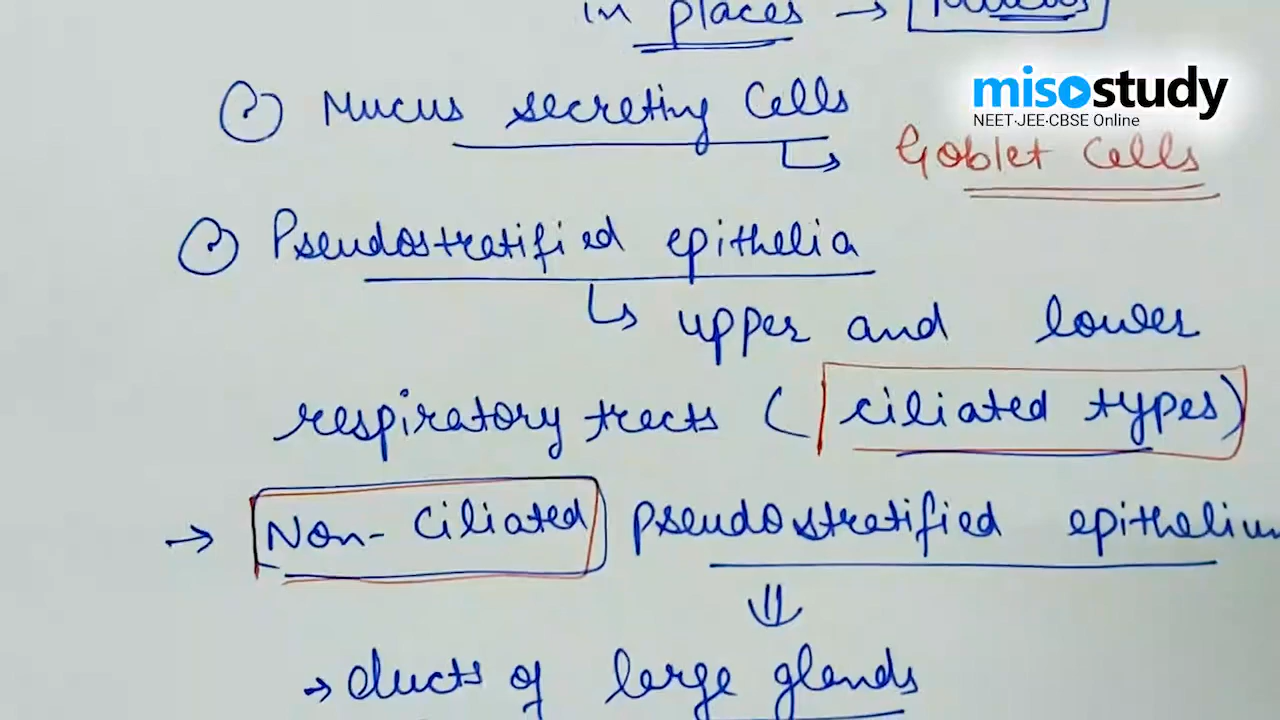 in places →
misostudy
NEET·JEE·CBSE Online
Mucus secreting Cells
Goblet Cells
Pseudostratified epithelia
upper and lower
respiratory tracts (ciliated types)
→ Non-Ciliated pseudostratified epithelium
→ ducts of large glands